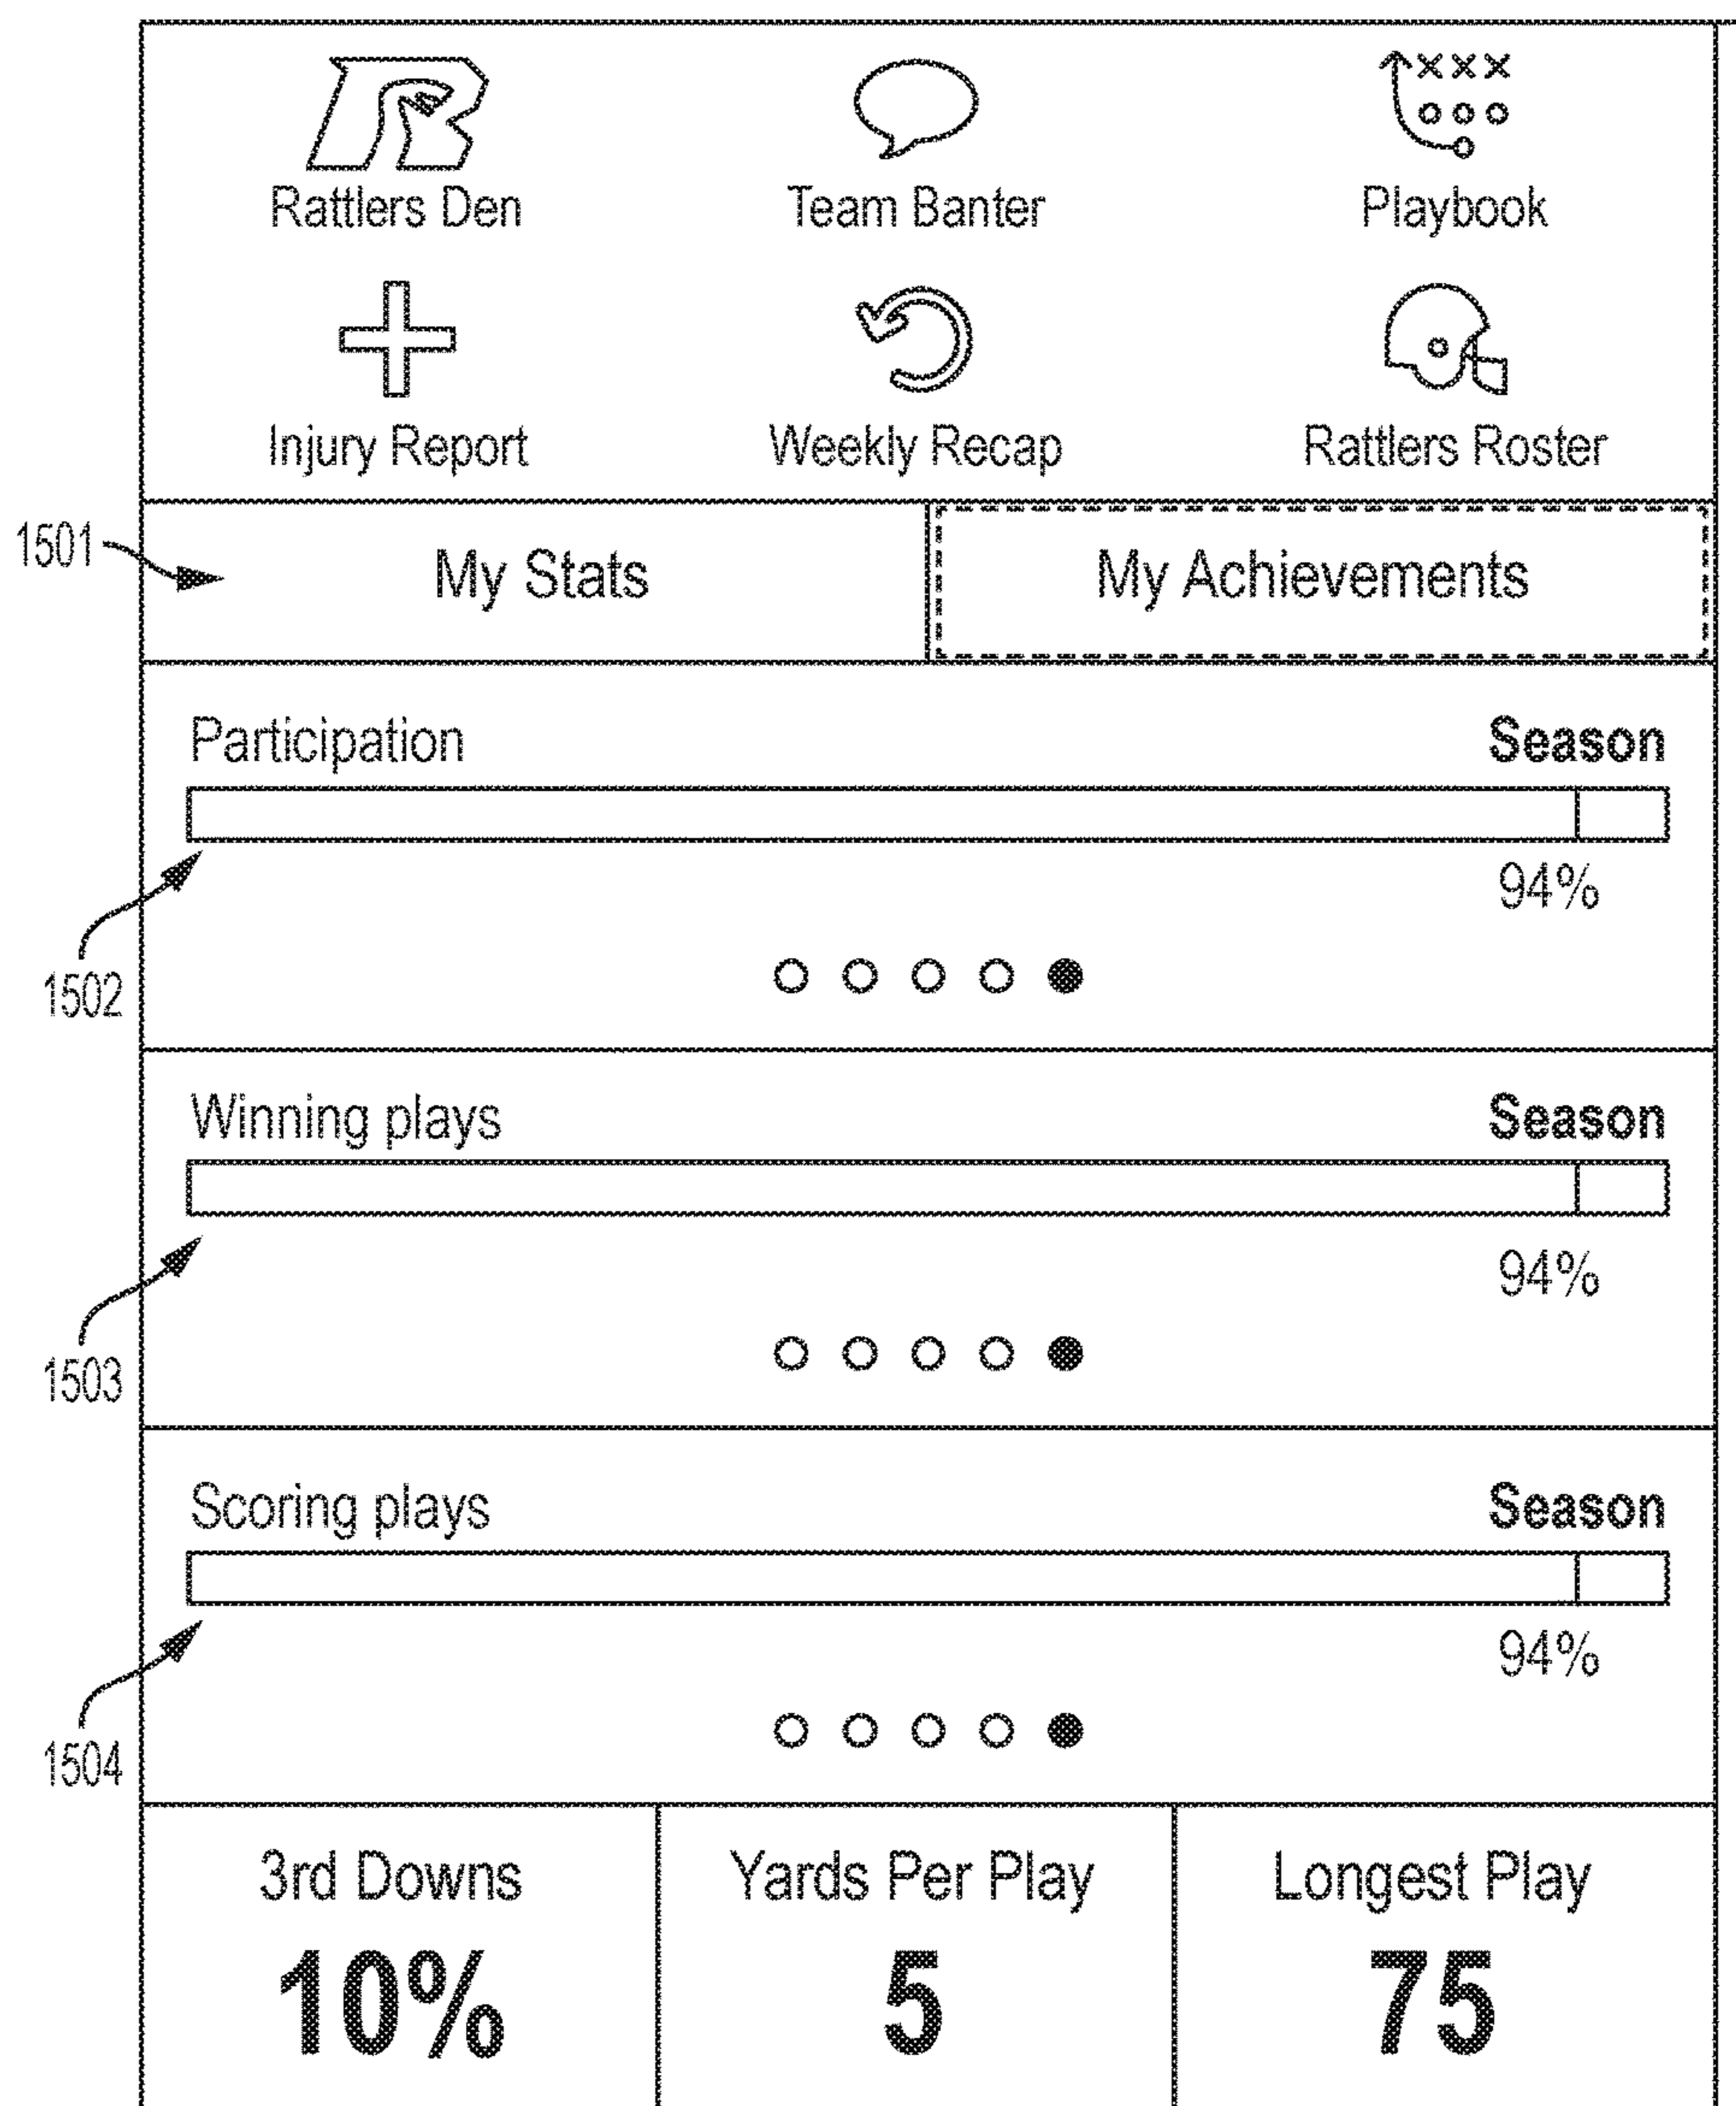 Rattlers Den Team Banter Playbook
Injury Report Weekly Recap Rattlers Roster
1501
My Stats My Achievements
Participation Season
94%
1502
Winning plays Season
94%
1503
Scoring plays Season
94%
1504
3rd Downs Yards Per Play Longest Play
10% 5 75